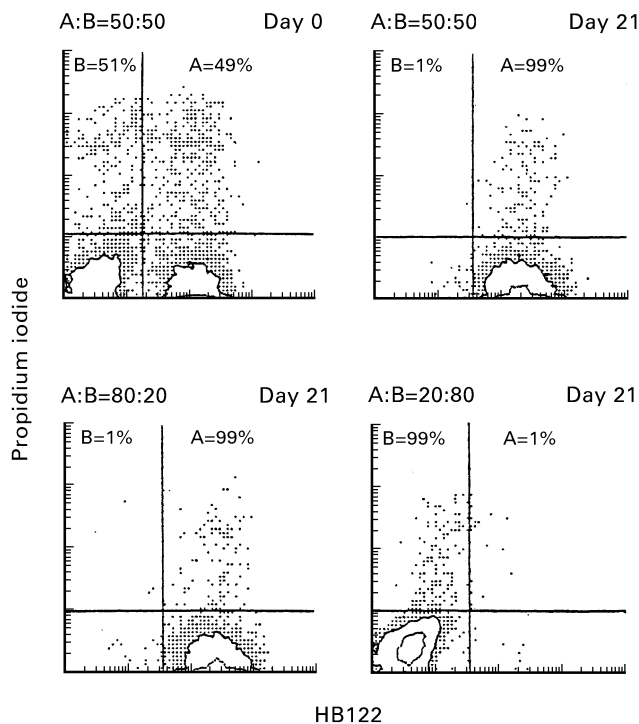 A:B=50:50 Day 0
B=51% A=49%
A:B=50:50 Day 21
B=1% A=99%
A:B=80:20 Day 21
B=1% A=99%
A:B=20:80 Day 21
B=99% A=1%
Propidium iodide
HB122